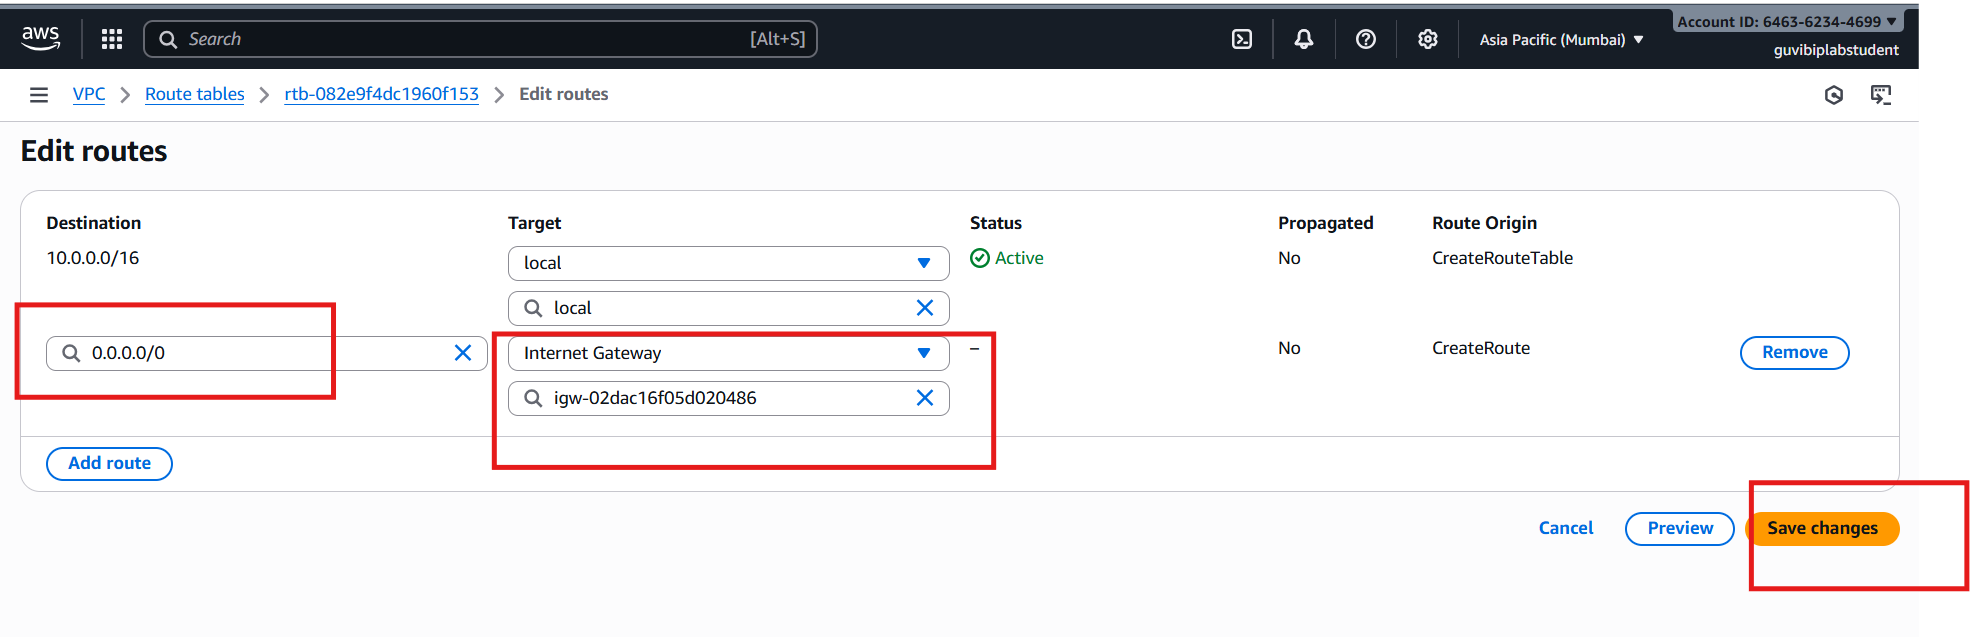 aws
Search [Alt+S]
Asia Pacific (Mumbai)
Account ID: 6463-6234-4699
guvibiplabstudent
VPC
Route tables
rtb-082e9f4dc1960f153
Edit routes
Edit routes
Destination Target Status Propagated Route Origin
10.0.0.0/16 local Active No CreateRouteTable
local
0.0.0.0/0 Internet Gateway – No CreateRoute Remove
igw-02dac16f05d020486
Add route
Cancel Preview Save changes